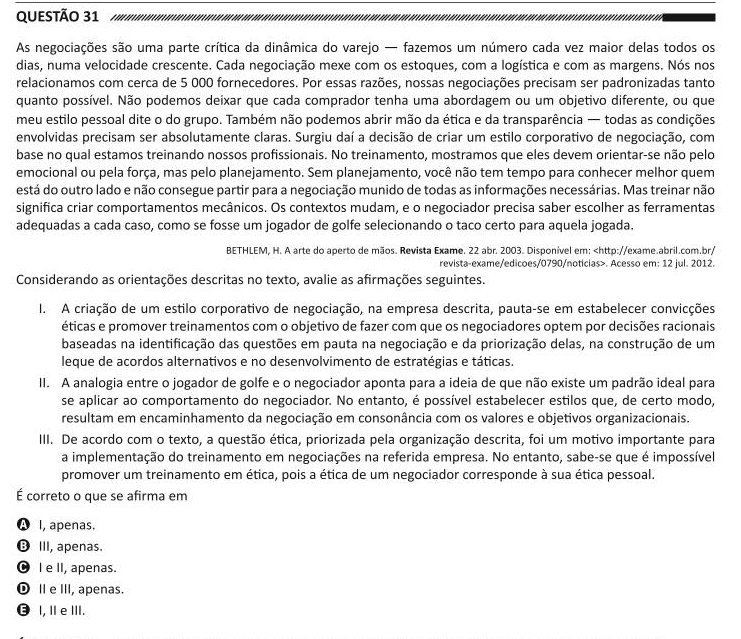 QUESTÃO 31
As negociações são uma parte crítica da dinâmica do varejo — fazemos um número cada vez maior delas todos os
dias, numa velocidade crescente. Cada negociação mexe com os estoques, com a logística e com as margens. Nós nos
relacionamos com cerca de 5 000 fornecedores. Por essas razões, nossas negociações precisam ser padronizadas tanto
quanto possível. Não podemos deixar que cada comprador tenha uma abordagem ou um objetivo diferente, ou que
meu estilo pessoal dite o do grupo. Também não podemos abrir mão da ética e da transparência — todas as condições
envolvidas precisam ser absolutamente claras. Surgiu daí a decisão de criar um estilo corporativo de negociação, com
base no qual estamos treinando nossos profissionais. No treinamento, mostramos que eles devem orientar-se não pelo
emocional ou pela força, mas pelo planejamento. Sem planejamento, você não tem tempo para conhecer melhor quem
está do outro lado e não consegue partir para a negociação munido de todas as informações necessárias. Mas treinar não
significa criar comportamentos mecânicos. Os contextos mudam, e o negociador precisa saber escolher as ferramentas
adequadas a cada caso, como se fosse um jogador de golfe selecionando o taco certo para aquela jogada.
BETHLEM, H. A arte do aperto de mãos. Revista Exame. 22 abr. 2003. Disponível em: <http://exame.abril.com.br/
revista-exame/edicoes/0790/noticias>. Acesso em: 12 jul. 2012.
Considerando as orientações descritas no texto, avalie as afirmações seguintes.
I. A criação de um estilo corporativo de negociação, na empresa descrita, pauta-se em estabelecer convicções
éticas e promover treinamentos com o objetivo de fazer com que os negociadores optem por decisões racionais
baseadas na identificação das questões em pauta na negociação e da priorização delas, na construção de um
leque de acordos alternativos e no desenvolvimento de estratégias e táticas.
II. A analogia entre o jogador de golfe e o negociador aponta para a ideia de que não existe um padrão ideal para
se aplicar ao comportamento do negociador. No entanto, é possível estabelecer estilos que, de certo modo,
resultam em encaminhamento da negociação em consonância com os valores e objetivos organizacionais.
III. De acordo com o texto, a questão ética, priorizada pela organização descrita, foi um motivo importante para
a implementação do treinamento em negociações na referida empresa. No entanto, sabe-se que é impossível
promover um treinamento em ética, pois a ética de um negociador corresponde à sua ética pessoal.
É correto o que se afirma em
A I, apenas.
B III, apenas.
C I e II, apenas.
D II e III, apenas.
E I, II e III.